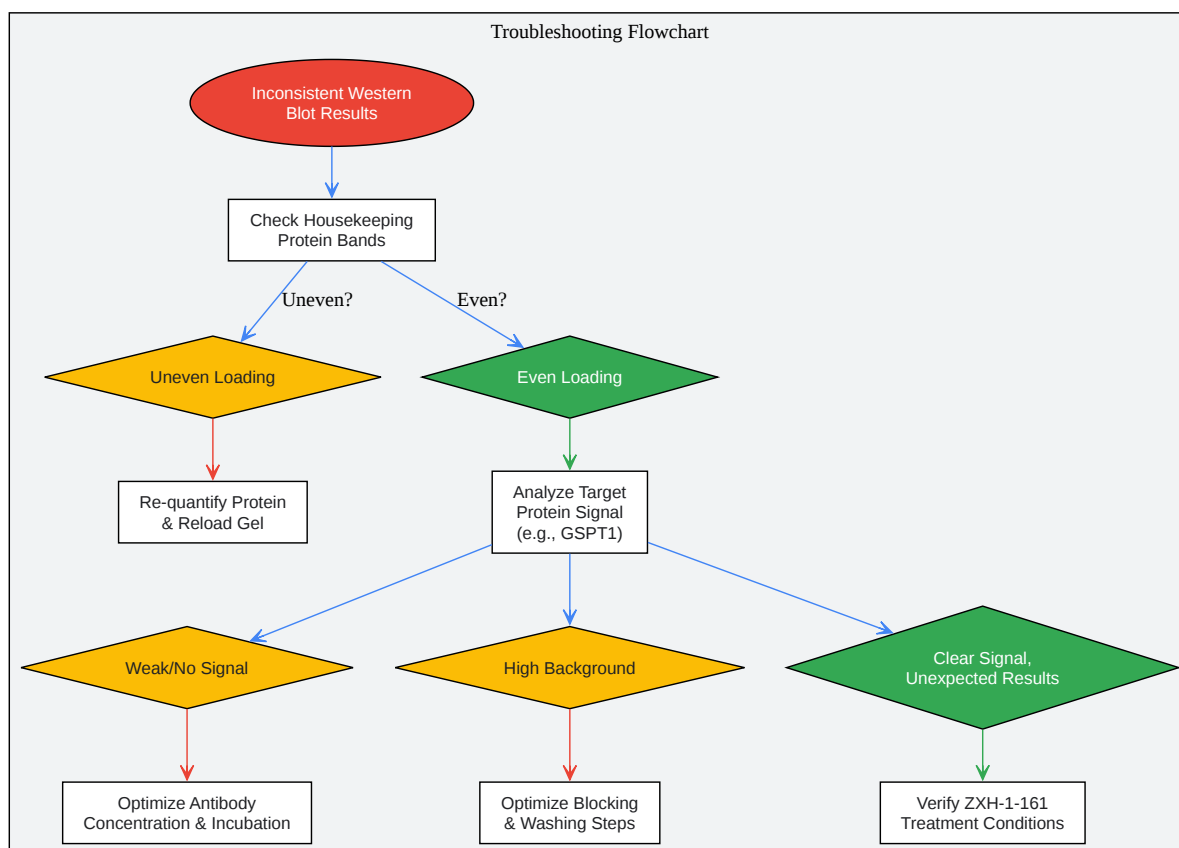 Troubleshooting Flowchart
Inconsistent Western
Blot Results
Check Housekeeping
Protein Bands
Uneven?
Even?
Uneven Loading
Even Loading
Re-quantify Protein
& Reload Gel
Analyze Target
Protein Signal
(e.g., GSPT1)
Weak/No Signal
High Background
Clear Signal,
Unexpected Results
Optimize Antibody
Concentration & Incubation
Optimize Blocking
& Washing Steps
Verify ZXH-1-161
Treatment Conditions